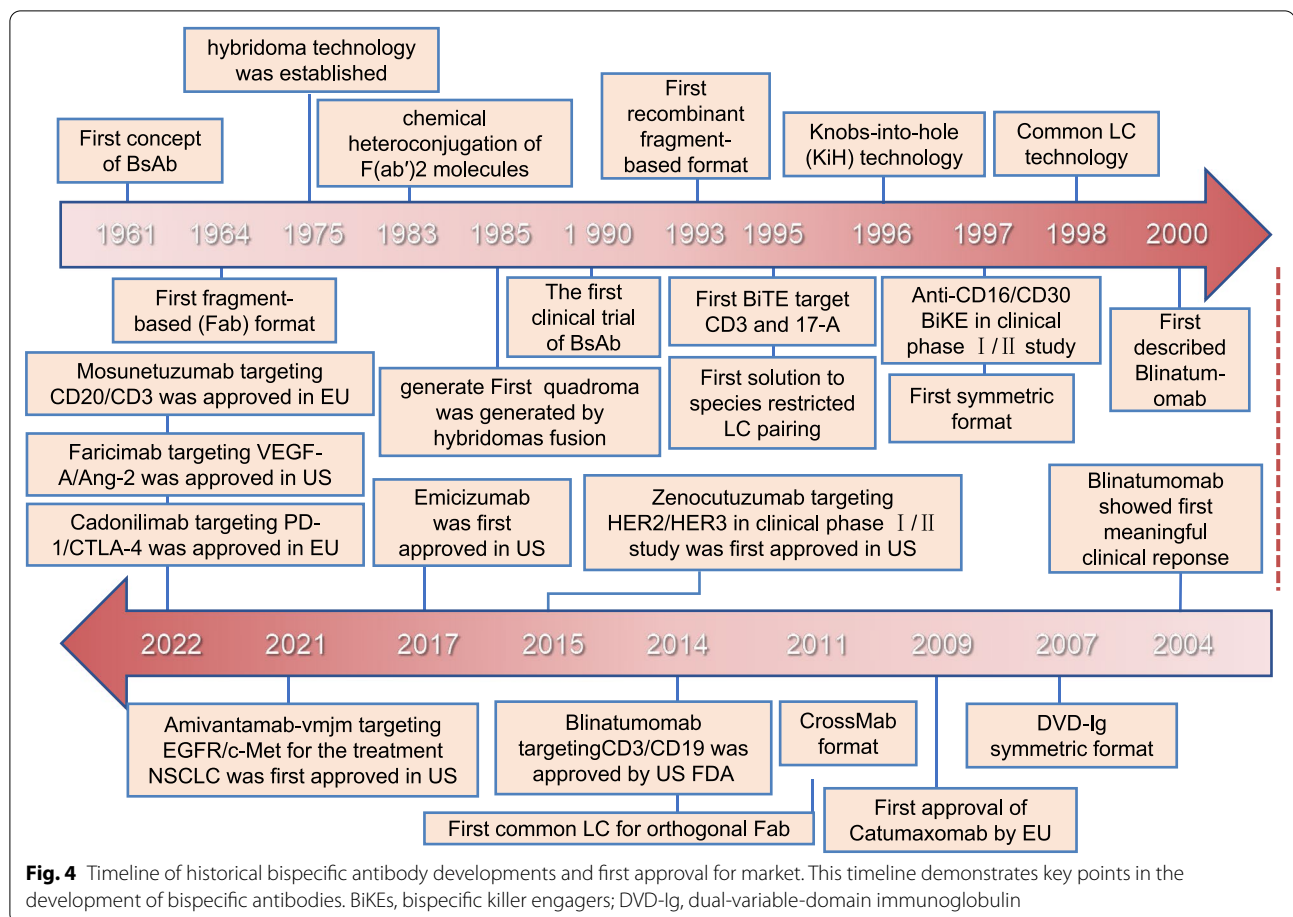 hybridoma technology
was established
First concept
of BsAb
chemical
heteroconjugation of
F(ab′)2 molecules
First
recombinant
fragment-
based format
Knobs-into-hole
(KiH) technology
Common LC
technology
1961 1964 1975 1983 1985 1 990 1993 1995 1996 1997 1998 2000
First fragment-
based (Fab) format
generate First quadroma
was generated by
hybridomas fusion
The first
clinical trial
of BsAb
First BiTE target
CD3 and 17-A
First solution to
species restricted
LC pairing
Anti-CD16/CD30
BiKE in clinical
phase Ⅰ/Ⅱ study
First symmetric
format
First
described
Blinatum-
omab
Mosunetuzumab targeting
CD20/CD3 was approved in EU
Faricimab targeting VEGF-
A/Ang-2 was approved in US
Cadonilimab targeting PD-
1/CTLA-4 was approved in EU
Emicizumab
was first
approved in US
Zenocutuzumab targeting
HER2/HER3 in clinical phase Ⅰ/Ⅱ
study was first approved in US
Blinatumomab
showed first
meaningful
clinical reponse
2022 2021 2017 2015 2014 2011 2009 2007 2004
Amivantamab-vmjm targeting
EGFR/c-Met for the treatment
NSCLC was first approved in US
Blinatumomab
targetingCD3/CD19 was
approved by US FDA
First common LC for orthogonal Fab
CrossMab
format
First approval of
Catumaxomab by EU
DVD-Ig
symmetric format
Fig. 4 Timeline of historical bispecific antibody developments and first approval for market. This timeline demonstrates key points in the
development of bispecific antibodies. BiKEs, bispecific killer engagers; DVD-Ig, dual-variable-domain immunoglobulin